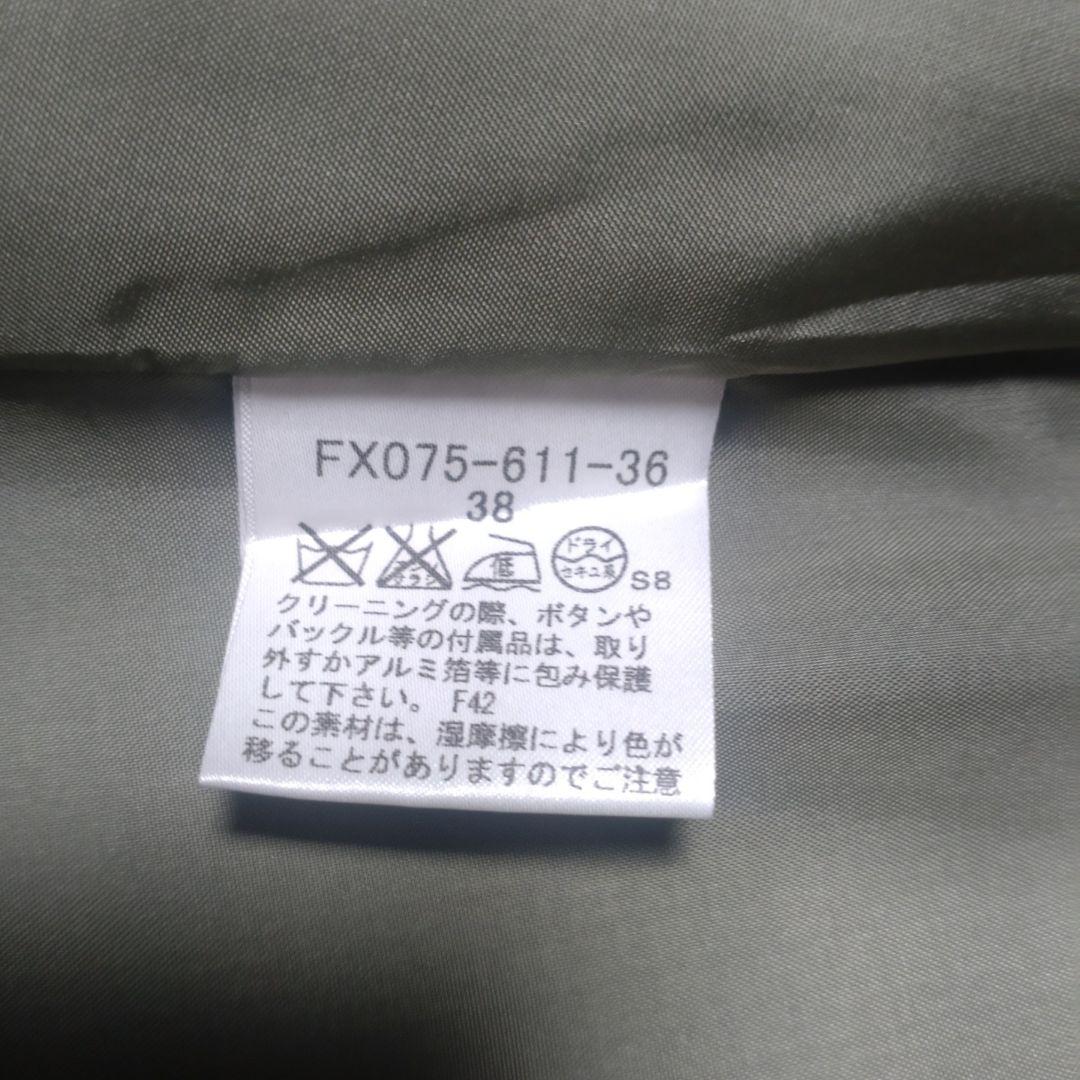 FX075-611-36
38
低
ドライ
セキユ系
S8
クリーニングの際、ボタンや
バックル等の付属品は、取り
外すかアルミ箔等に包み保護
して下さい。 F42
この素材は、湿摩擦により色が
移ることがありますのでご注意